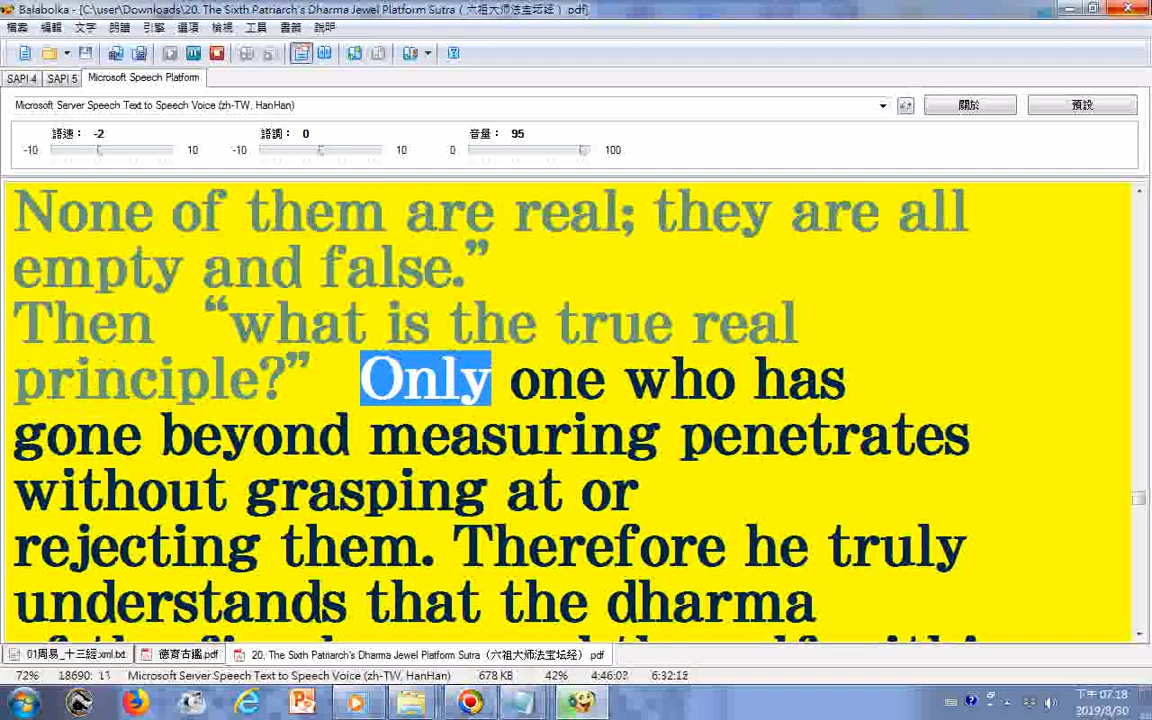 Balabolka - [C:\user\Downloads\20. The Sixth Patriarch's Dharma Jewel Platform Sutra（六祖大师法宝坛经）.pdf]
檔案 編輯 文字 朗讀 引擎 選項 檢視 工具 書籤 說明
SAPI 4 SAPI 5 Microsoft Speech Platform
Microsoft Server Speech Text to Speech Voice (zh-TW, HanHan) 關於 預設
語速： -2 語調： 0 音量： 95
-10 10 -10 10 0 100
None of them are real; they are all
empty and false.”
Then “what is the true real
principle?” Only one who has
gone beyond measuring penetrates
without grasping at or
rejecting them. Therefore he truly
understands that the dharma
01周易_十三經.xml.txt 德育古鑑.pdf 20. The Sixth Patriarch's Dharma Jewel Platform Sutra（六祖大师法宝坛经）.pdf
72% Microsoft Server Speech Text to Speech Voice (zh-TW, HanHan) 678 KB 42% 4:46:02
下午 07:18
2019/8/30